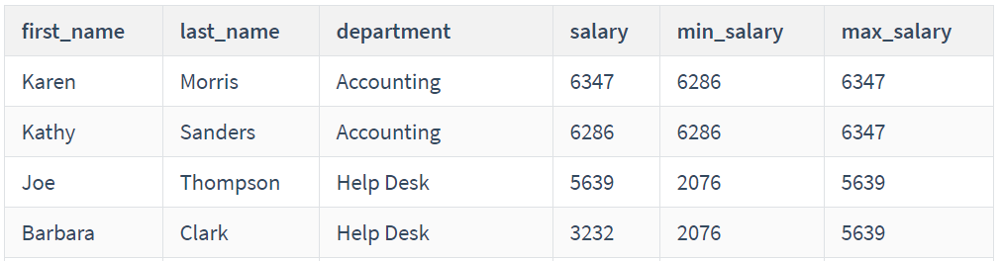 first_name last_name department salary min_salary max_salary
Karen Morris Accounting 6347 6286 6347
Kathy Sanders Accounting 6286 6286 6347
Joe Thompson Help Desk 5639 2076 5639
Barbara Clark Help Desk 3232 2076 5639